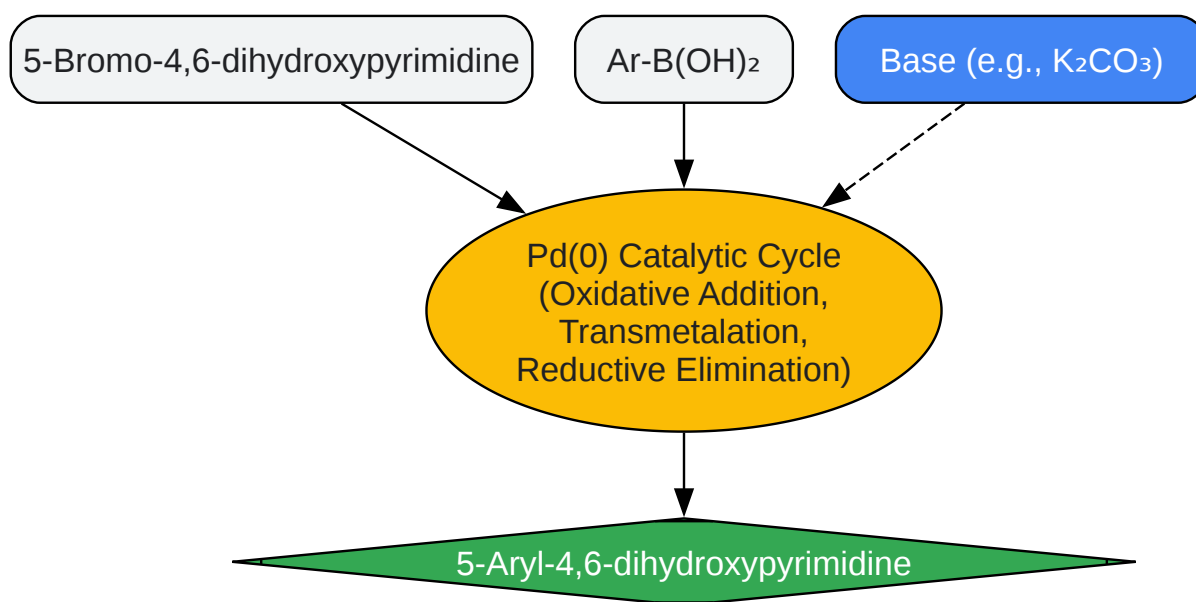 5-Bromo-4,6-dihydroxypyrimidine
Ar-B(OH)₂
Base (e.g., K₂CO₃)
Pd(0) Catalytic Cycle
(Oxidative Addition,
Transmetalation,
Reductive Elimination)
5-Aryl-4,6-dihydroxypyrimidine